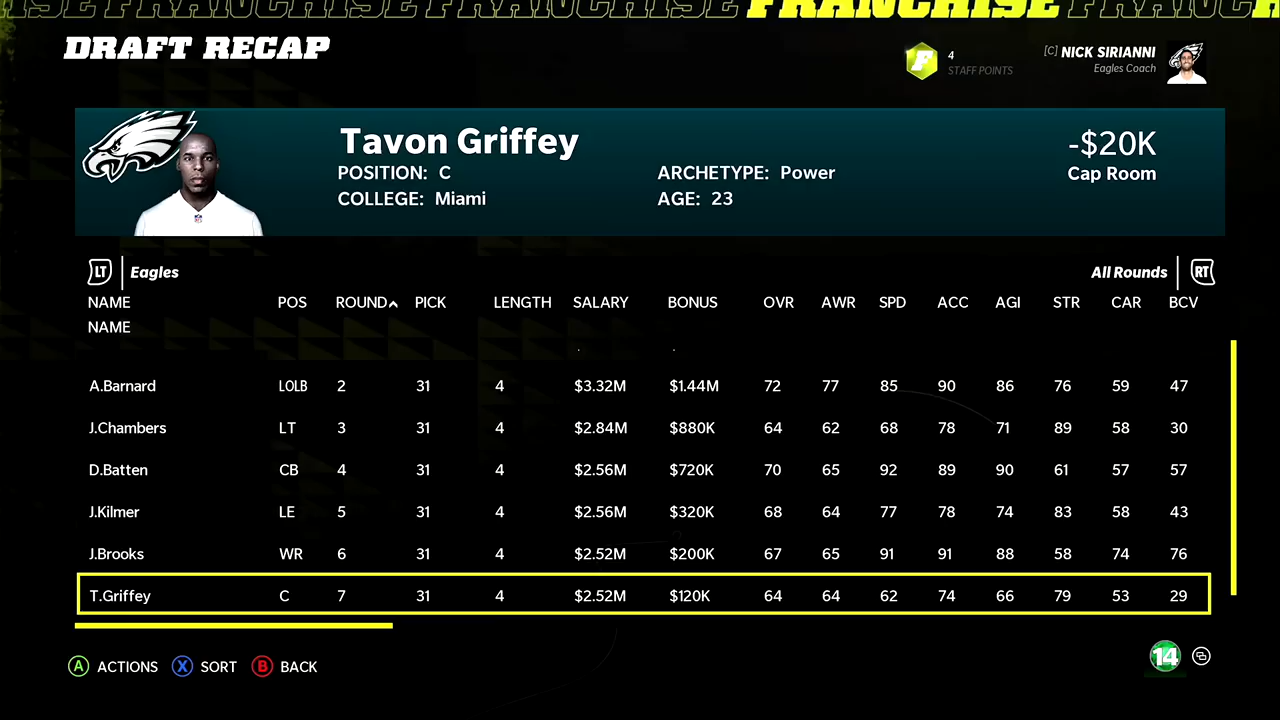 FRANCHISE FRANCHISE FRANCHISE FRANCHISE
DRAFT RECAP
4
STAFF POINTS
[C] NICK SIRIANNI
Eagles Coach
Tavon Griffey
POSITION: C
ARCHETYPE: Power
COLLEGE: Miami
AGE: 23
-$20K
Cap Room
LT Eagles
All Rounds RT
NAME POS ROUND PICK LENGTH SALARY BONUS OVR AWR SPD ACC AGI STR CAR BCV
NAME
A.Barnard LOLB 2 31 4 $3.32M $1.44M 72 77 85 90 86 76 59 47
J.Chambers LT 3 31 4 $2.84M $880K 64 62 68 78 71 89 58 30
D.Batten CB 4 31 4 $2.56M $720K 70 65 92 89 90 61 57 57
J.Kilmer LE 5 31 4 $2.56M $320K 68 64 77 78 74 83 58 43
J.Brooks WR 6 31 4 $2.52M $200K 67 65 91 91 88 58 74 76
T.Griffey C 7 31 4 $2.52M $120K 64 64 62 74 66 79 53 29
A ACTIONS X SORT B BACK
14